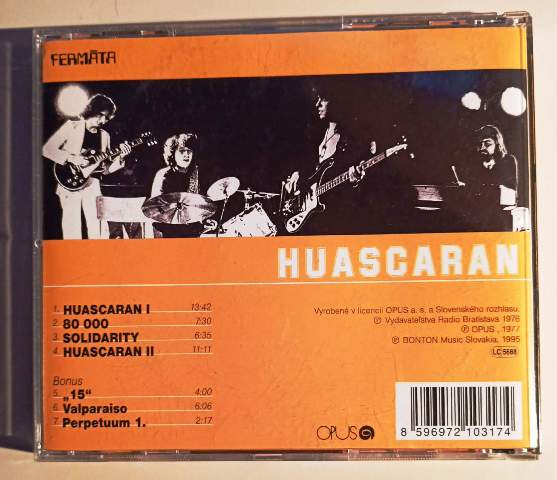 FERMÁTA
HUASCARAN
1. HUASCARAN I 13:42
2. 80 000 7:30
3. SOLIDARITY 6:35
4. HUASCARAN II 11:11
Bonus
5. „15" 4:00
6. Valparaiso 6:06
7. Perpetuum 1. 2:17
Vyrobené v licencii OPUS a. s. a Slovenského rozhlasu.
℗ Vydavateľstva Radio Bratislava 1976
℗ OPUS , 1977
℗ BONTON Music Slovakia, 1995
LC 5868
OPUS
8 596972 103174